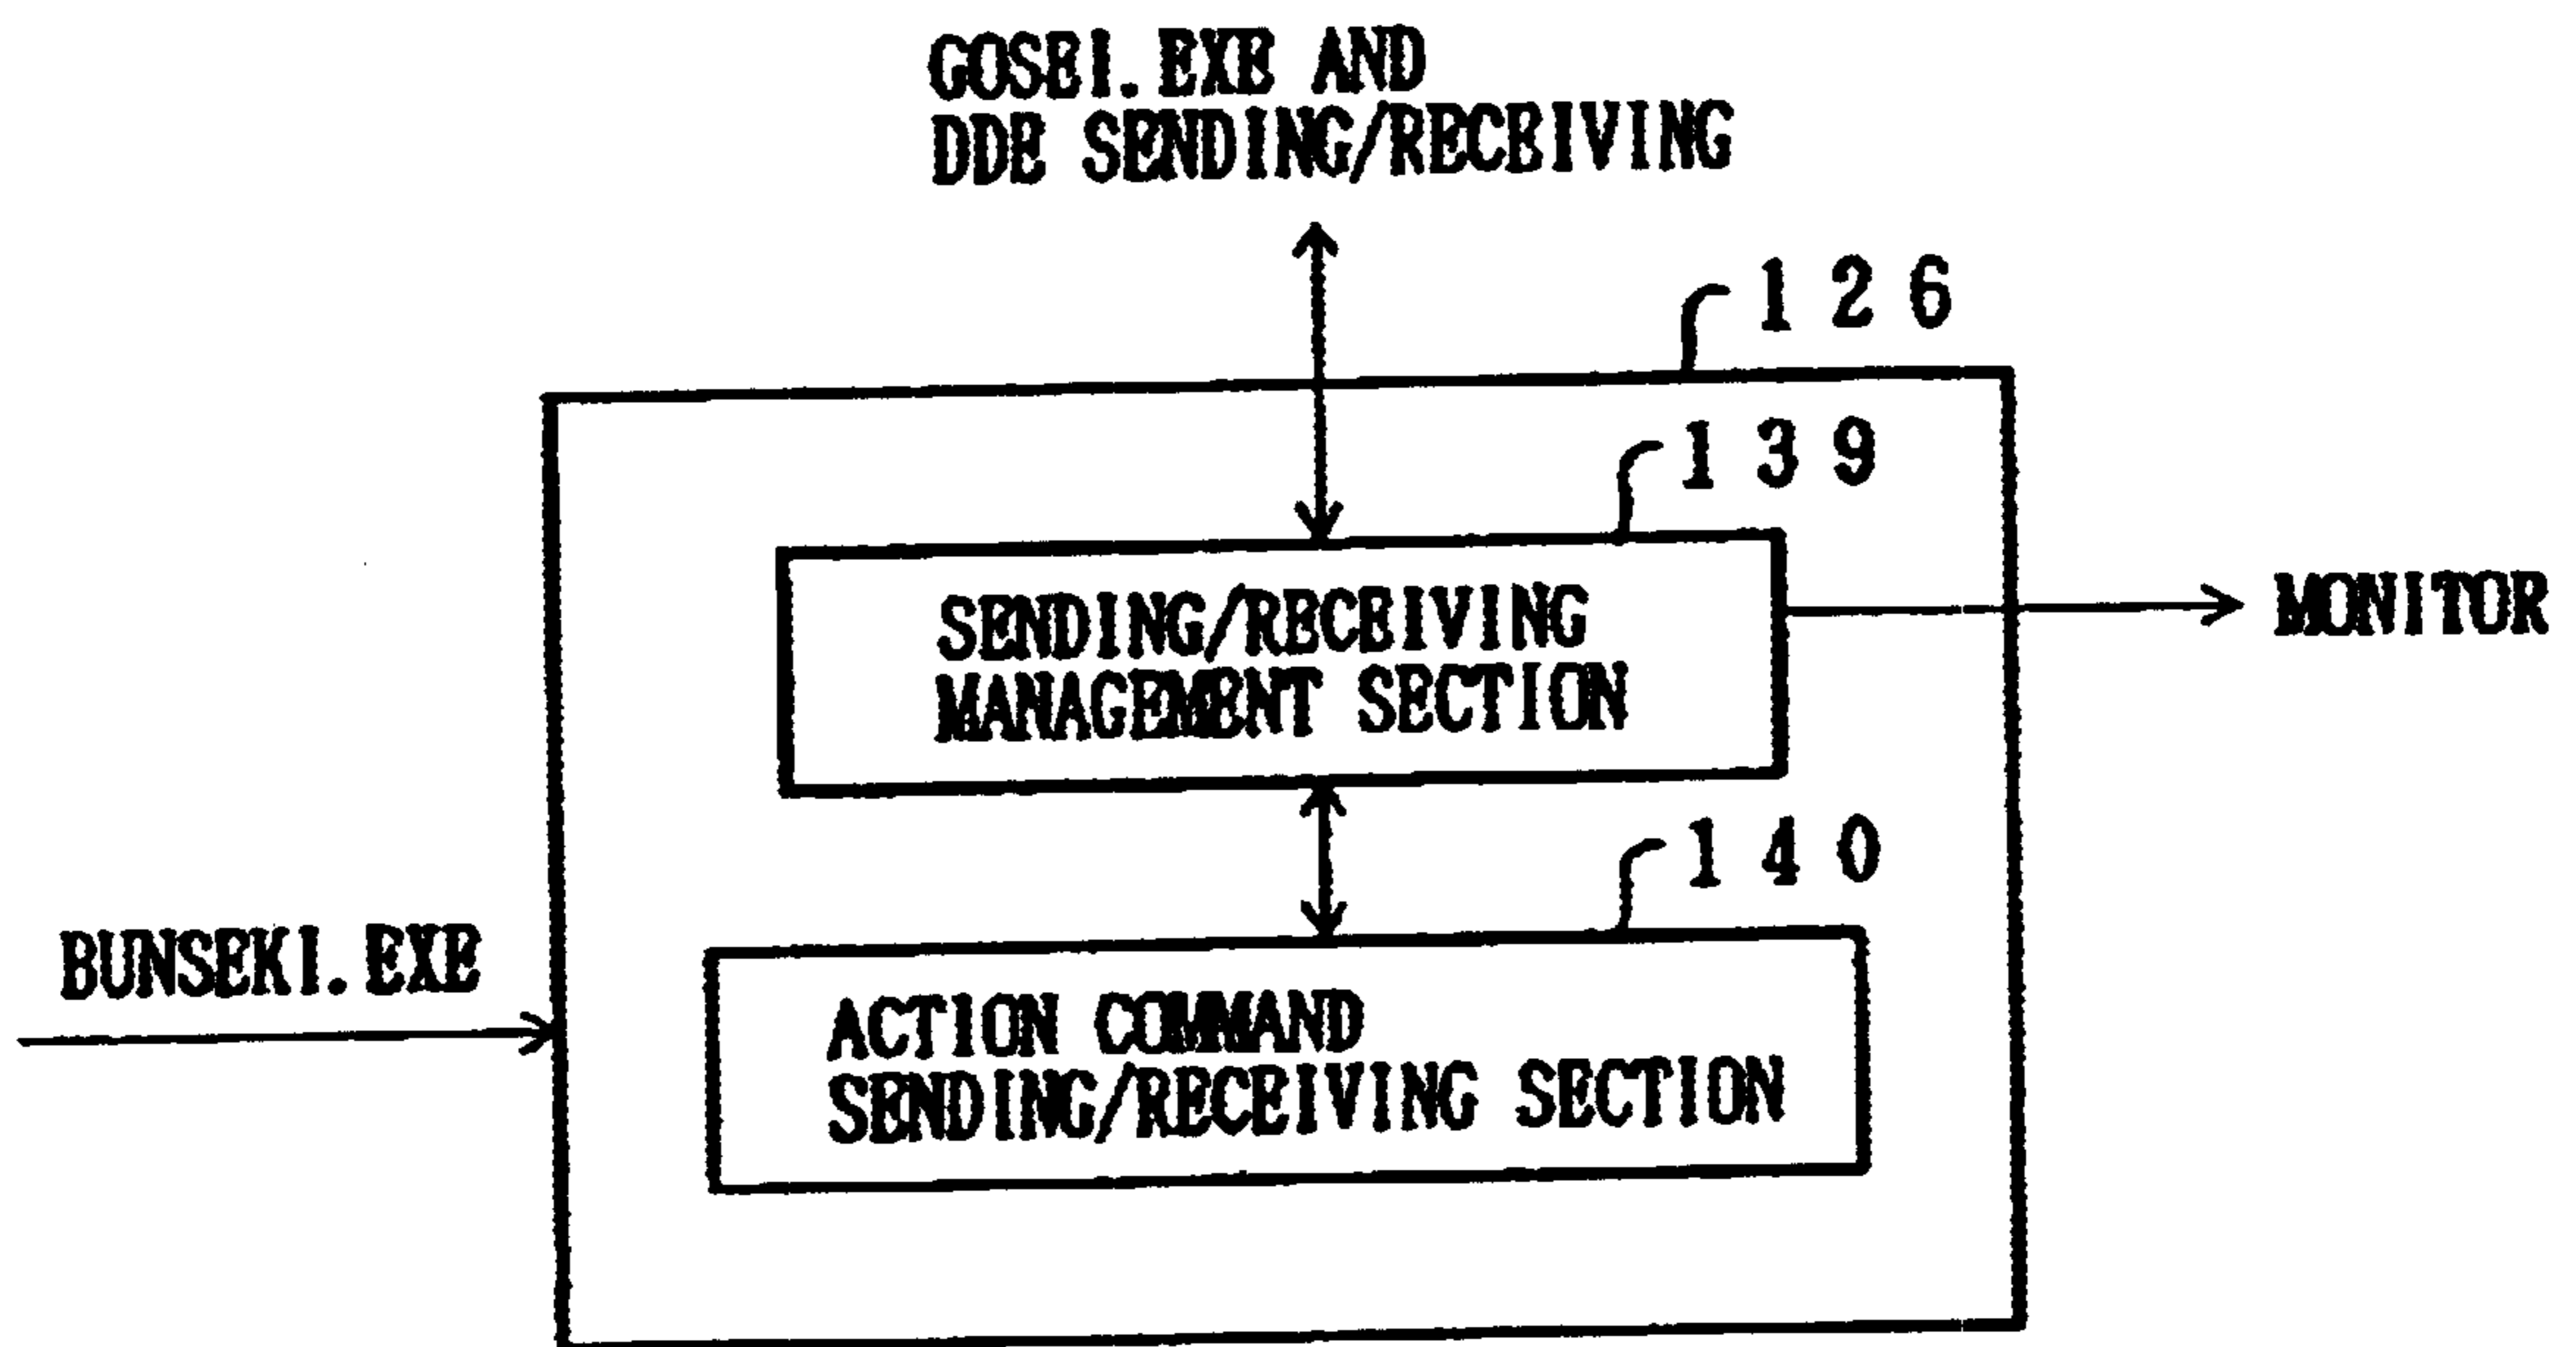 GOSEI.EXE AND
DDE SENDING/RECEIVING
126
139
SENDING/RECEIVING
MANAGEMENT SECTION
MONITOR
140
BUNSEKI.EXE
ACTION COMMAND
SENDING/RECEIVING SECTION